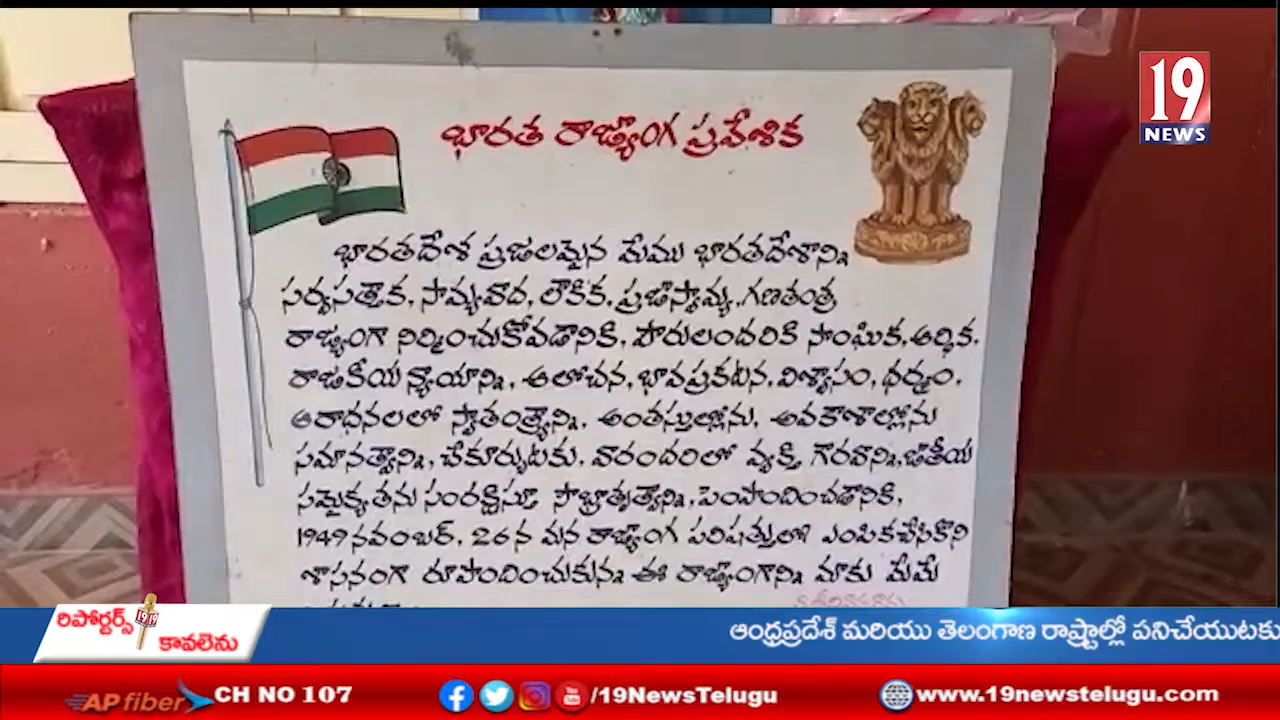 19
NEWS
భారత రాజ్యాంగ ప్రవేశిక
భారతదేశ ప్రజలమైన మేము భారతదేశాన్ని
సర్వసత్తాక, సామ్యవాద, లౌకిక, ప్రజాస్వామ్య, గణతంత్ర
రాజ్యంగా నిర్మించుకోవడానికి, పౌరులందరికి సాంఘిక, ఆర్థిక,
రాజకీయ న్యాయాన్ని, ఆలోచన, భావప్రకటన, విశ్వాసం, ధర్మం,
ఆరాధనలలో స్వాతంత్ర్యాన్ని, అంతస్తుల్లోను, అవకాశాల్లోను
సమానత్వాన్ని, చేకూర్చుటకు, వారందరిలో వ్యక్తి గౌరవాన్ని, జాతీయ
సమైక్యతను సంరక్షిస్తూ సౌభ్రాతృత్వాన్ని, పెంపొందించడానికి,
1949 నవంబర్, 26న మన రాజ్యాంగ పరిషత్తులో ఎంపికచేసికొని
శాసనంగా రూపొందించుకున్న ఈ రాజ్యాంగాన్ని మాకు మేమే
రిపోర్టర్స్
కావలెను
ఆంధ్రప్రదేశ్ మరియు తెలంగాణ రాష్ట్రాల్లో పనిచేయుటకు
AP fiber CH NO 107 /19NewsTelugu www.19newstelugu.com